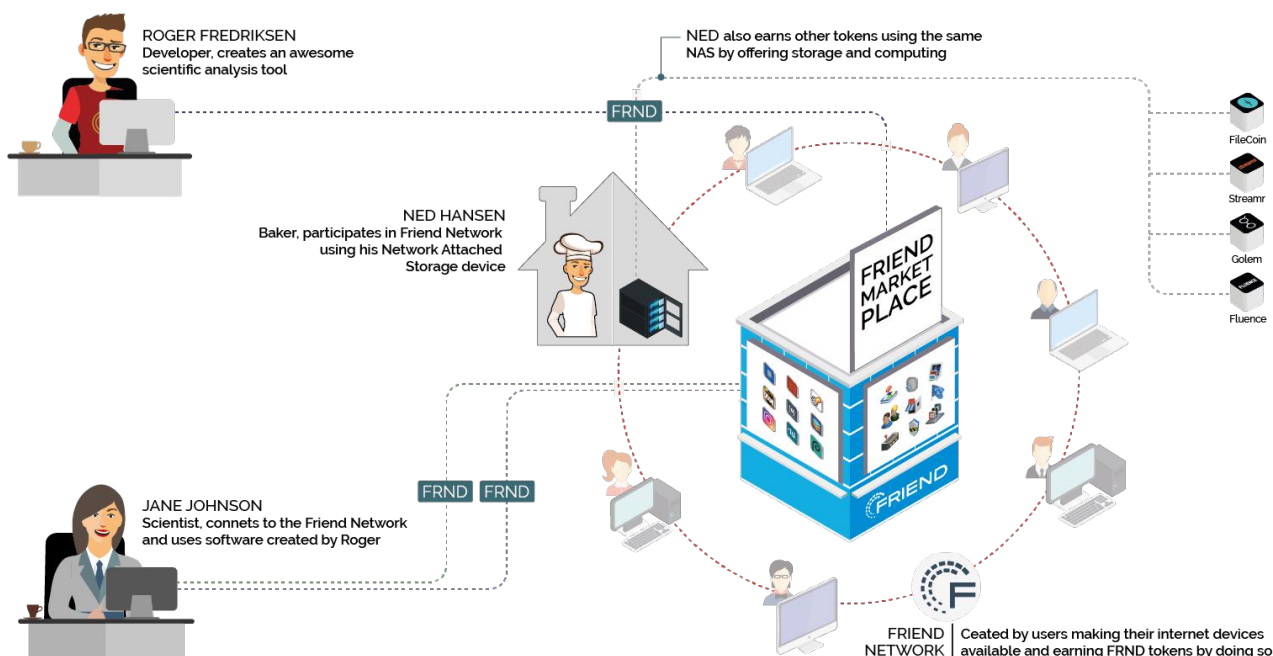 ROGER FREDRIKSEN
Developer, creates an awesome
scientific analysis tool
NED also earns other tokens using the same
NAS by offering storage and computing
FRND
FileCoin
Streamr
Golem
FLUENCE
Fluence
NED HANSEN
Baker, participates in Friend Network
using his Network Attached
Storage device
FRIEND
MARKET
PLACE
FRIEND
FRND
FRND
JANE JOHNSON
Scientist, connets to the Friend Network
and uses software created by Roger
F
FRIEND
NETWORK
Ceated by users making their internet devices
available and earning FRND tokens by doing so